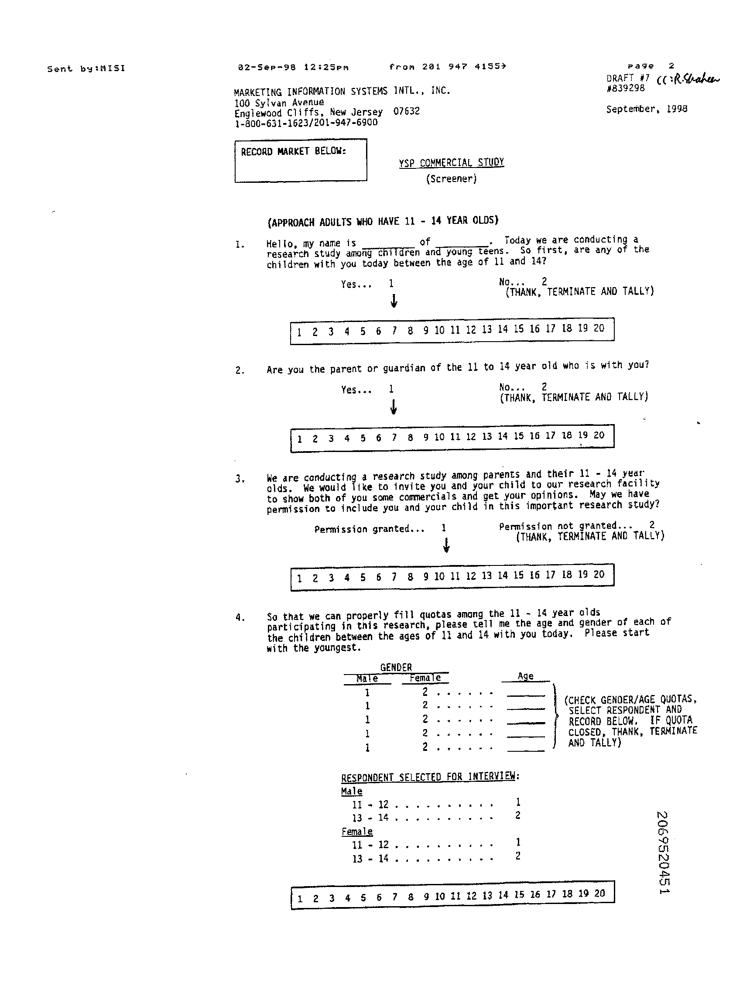 Sent by:MISI 02-Sep-98 12:25pm from 201 947 4155→ page 2
DRAFT #7 CC:R.Shaheen
#839298
MARKETING INFORMATION SYSTEMS INTL., INC.
100 Sylvan Avenue
Englewood Cliffs, New Jersey 07632
1-800-631-1623/201-947-6900
September, 1998
RECORD MARKET BELOW:
YSP COMMERCIAL STUDY
(Screener)
(APPROACH ADULTS WHO HAVE 11 - 14 YEAR OLDS)
1. Hello, my name is ________ of ________. Today we are conducting a
research study among children and young teens. So first, are any of the
children with you today between the age of 11 and 14?
Yes... 1 No... 2
(THANK, TERMINATE AND TALLY)
↓
1 2 3 4 5 6 7 8 9 10 11 12 13 14 15 16 17 18 19 20
2. Are you the parent or guardian of the 11 to 14 year old who is with you?
Yes... 1 No... 2
(THANK, TERMINATE AND TALLY)
↓
1 2 3 4 5 6 7 8 9 10 11 12 13 14 15 16 17 18 19 20
3. We are conducting a research study among parents and their 11 - 14 year
olds. We would like to invite you and your child to our research facility
to show both of you some commercials and get your opinions. May we have
permission to include you and your child in this important research study?
Permission granted... 1 Permission not granted... 2
(THANK, TERMINATE AND TALLY)
↓
1 2 3 4 5 6 7 8 9 10 11 12 13 14 15 16 17 18 19 20
4. So that we can properly fill quotas among the 11 - 14 year olds
participating in this research, please tell me the age and gender of each of
the children between the ages of 11 and 14 with you today. Please start
with the youngest.
GENDER
Male Female Age
1 2 . . . . . . ____
1 2 . . . . . . ____ (CHECK GENDER/AGE QUOTAS,
1 2 . . . . . . ____ SELECT RESPONDENT AND
1 2 . . . . . . ____ RECORD BELOW. IF QUOTA
1 2 . . . . . . ____ CLOSED, THANK, TERMINATE
AND TALLY)
RESPONDENT SELECTED FOR INTERVIEW:
Male
11 - 12 . . . . . . . . . . 1
13 - 14 . . . . . . . . . . 2
Female
11 - 12 . . . . . . . . . . 1
13 - 14 . . . . . . . . . . 2
1 2 3 4 5 6 7 8 9 10 11 12 13 14 15 16 17 18 19 20
2069520451